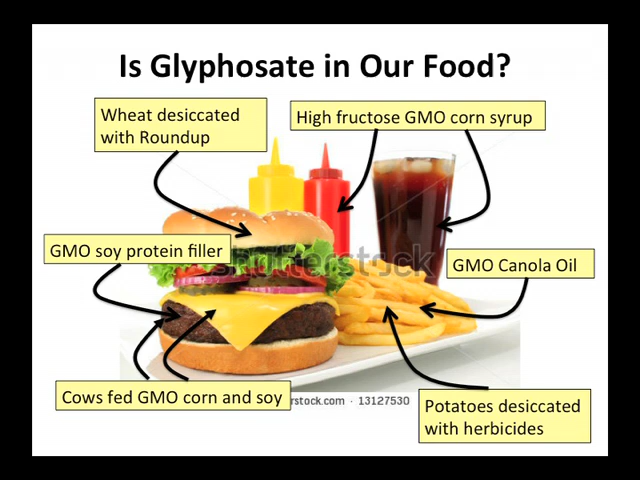 Is Glyphosate in Our Food?
Wheat desiccated
with Roundup
High fructose GMO corn syrup
GMO soy protein filler
shutterstock
GMO Canola Oil
Cows fed GMO corn and soy
rstock.com · 13127530
Potatoes desiccated
with herbicides